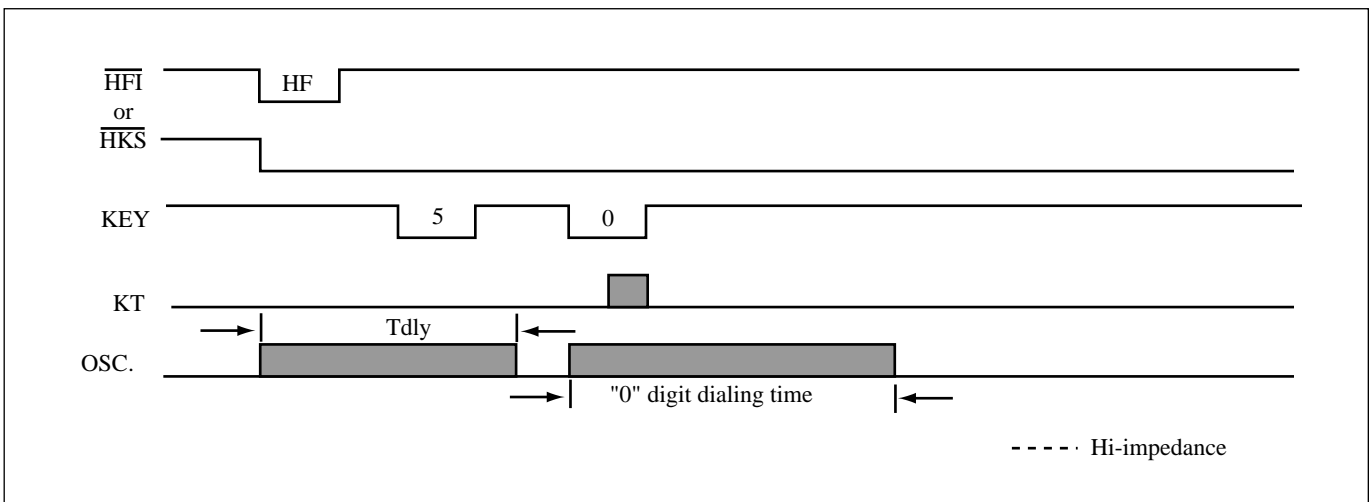 HFI HF
or
HKS
KEY 5 0
KT
Tdly
OSC.
"0" digit dialing time
Hi-impedance